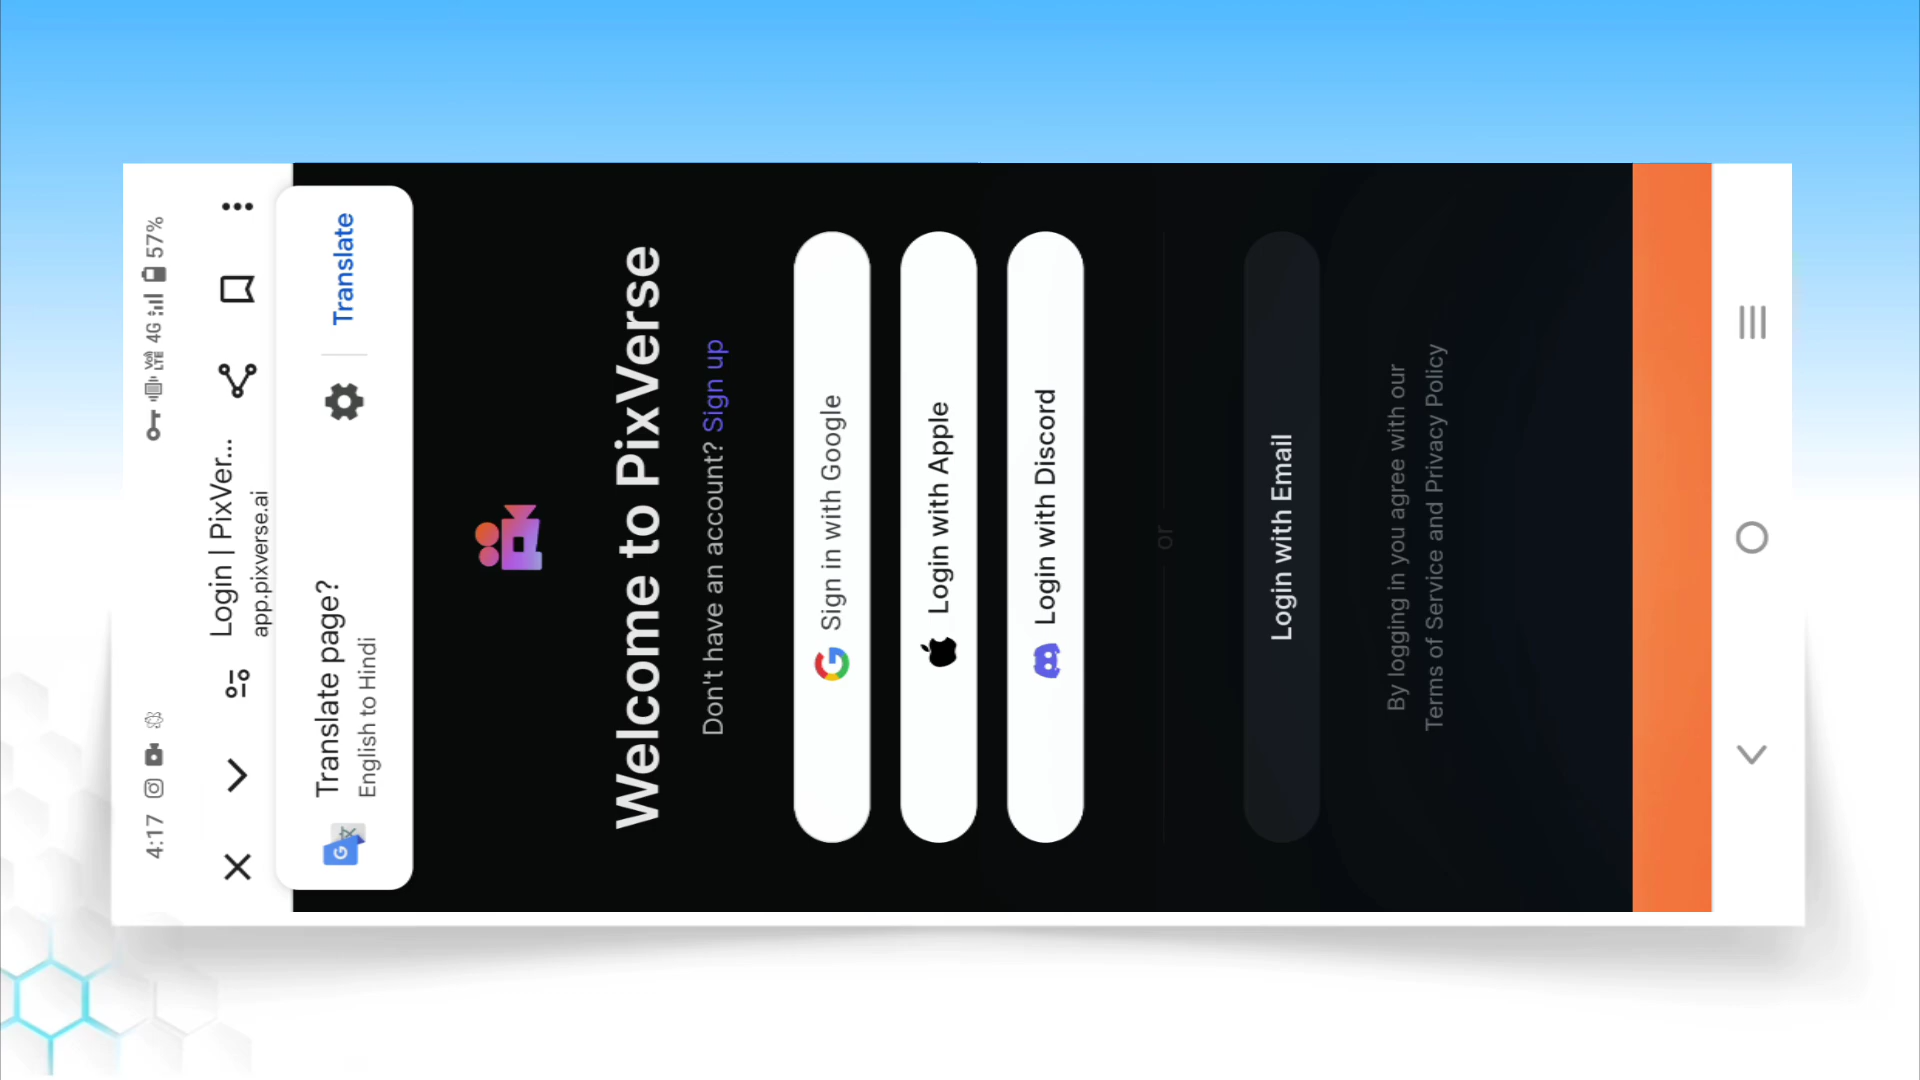 4:17
VoLTE 4G 57%
Login | PixVer...
app.pixverse.ai
Translate page?
English to Hindi
Translate
Welcome to PixVerse
Don't have an account? Sign up
Sign in with Google
Login with Apple
Login with Discord
or
Login with Email
By logging in you agree with our
Terms of Service and Privacy Policy